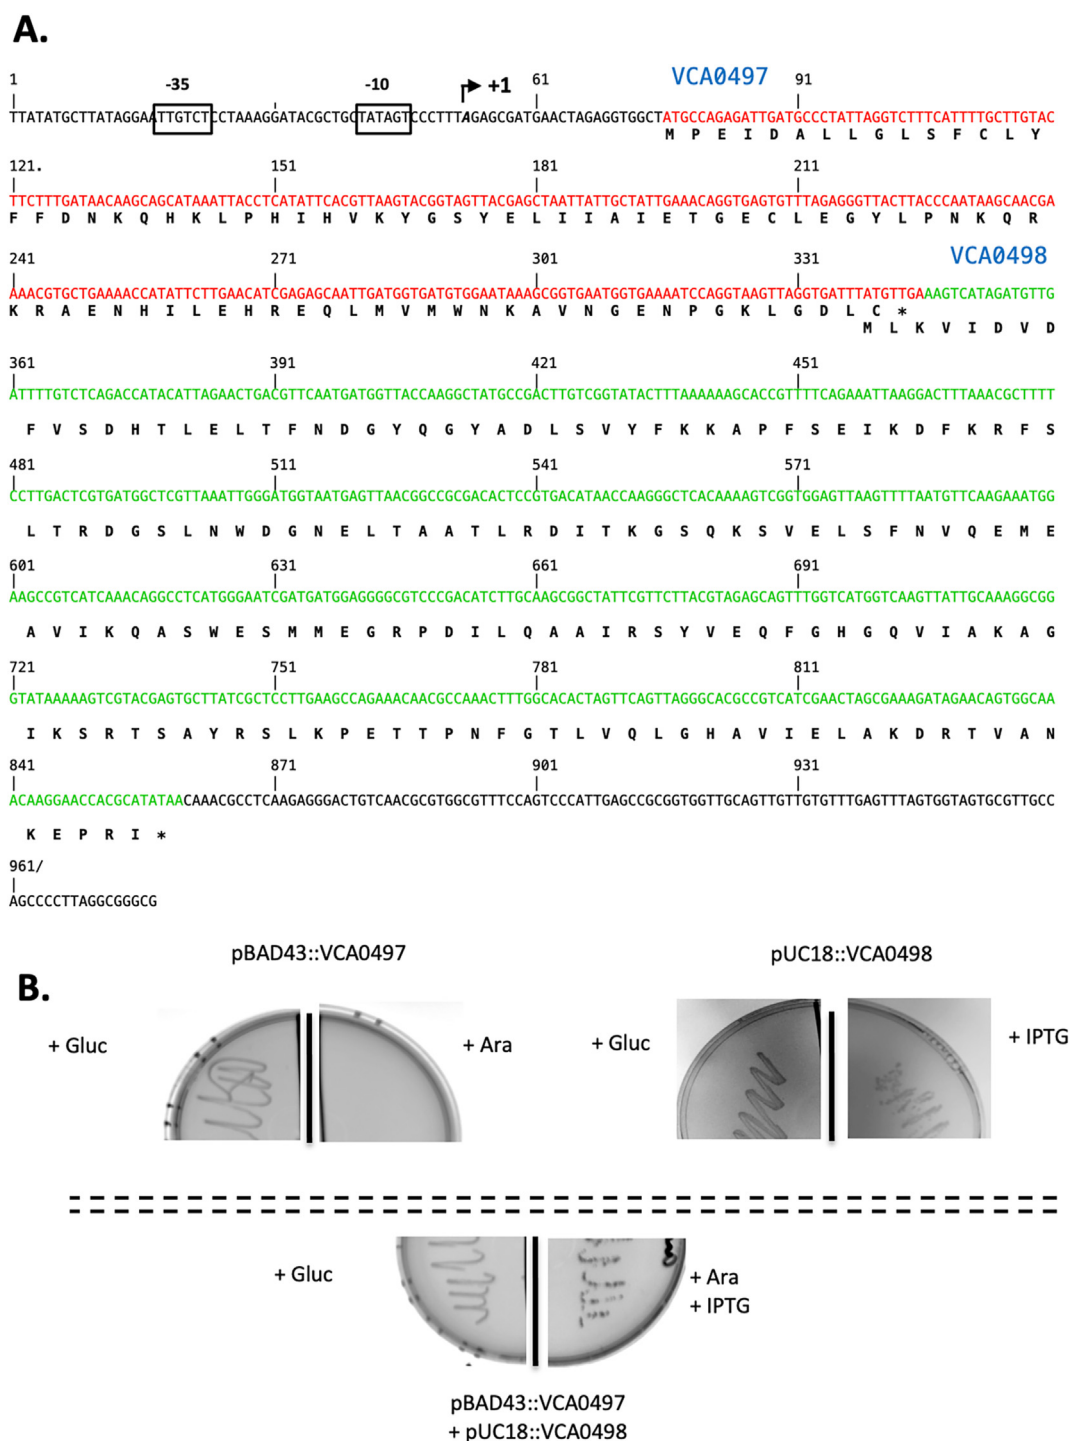 A.
1 -35 -10 +1 61 VCA0497 91
TTATATGCTTATAGGAATTGTCTCCTAAAGGATACGCTGCTATAGTCCCTTTAGAGCGATGAACTAGAGGTGGCTATGCCAGAGATTGATGCCCTATTAGGTCTTTCATTTTGCTTGTAC
M P E I D A L L G L S F C L Y
121. 151 181 211
TTCTTTGATAACAAGCAGCATAAATTACCTCATATTCACGTTAAGTACGGTAGTTACGAGCTAATTATTGCTATTGAAACAGGTGAGTGTTTAGAGGGTTACTTACCCAATAAGCAACGA
F F D N K Q H K L P H I H V K Y G S Y E L I I A I E T G E C L E G Y L P N K Q R
241 271 301 331 VCA0498
AAACGTGCTGAAAACCATATTCTTGAACATCGAGAGCAATTGATGGTGATGTGGAATAAAGCGGTGAATGGTGAAAATCCAGGTAAGTTAGGTGATTTATGTTGAAAGTCATAGATGTTG
K R A E N H I L E H R E Q L M V M W N K A V N G E N P G K L G D L C *
M L K V I D V D
361 391 421 451
ATTTTGTCTCAGACCATACATTAGAACTGACGTTCAATGATGGTTACCAAGGCTATGCCGACTTGTCGGTATACTTTAAAAAAGCACCGTTTTCAGAAATTAAGGACTTTAAACGCTTTT
F V S D H T L E L T F N D G Y Q G Y A D L S V Y F K K A P F S E I K D F K R F S
481 511 541 571
CCTTGACTCGTGATGGCTCGTTAAATTGGGATGGTAATGAGTTAACGGCCGCGACACTCCGTGACATAACCAAGGGCTCACAAAAGTCGGTGGAGTTAAGTTTTAATGTTCAAGAAATGG
L T R D G S L N W D G N E L T A A T L R D I T K G S Q K S V E L S F N V Q E M E
601 631 661 691
AAGCCGTCATCAAACAGGCCTCATGGGAATCGATGATGGAGGGGCGTCCCGACATCTTGCAAGCGGCTATTCGTTCTTACGTAGAGCAGTTTGGTCATGGTCAAGTTATTGCAAAGGCGG
A V I K Q A S W E S M M E G R P D I L Q A A I R S Y V E Q F G H G Q V I A K A G
721 751 781 811
GTATAAAAAGTCGTACGAGTGCTTATCGCTCCTTGAAGCCAGAAACAACGCCAAACTTTGGCACACTAGTTCAGTTAGGGCACGCCGTCATCGAACTAGCGAAAGATAGAACAGTGGCAA
I K S R T S A Y R S L K P E T T P N F G T L V Q L G H A V I E L A K D R T V A N
841 871 901 931
ACAAGGAACCACGCATATAACAAACGCCTCAAGAGGGACTGTCAACGCGTGGCGTTTCCAGTCCCATTGAGCCGCGGTGGTTGCAGTTGTTGTGTTTGAGTTTAGTGGTAGTGCGTTGCC
K E P R I *
961/
AGCCCCTTAGGCGGGCG
pBAD43::VCA0497 pUC18::VCA0498
B.
+ Gluc + Ara + Gluc + IPTG
+ Gluc + Ara
+ IPTG
pBAD43::VCA0497
+ pUC18::VCA0498